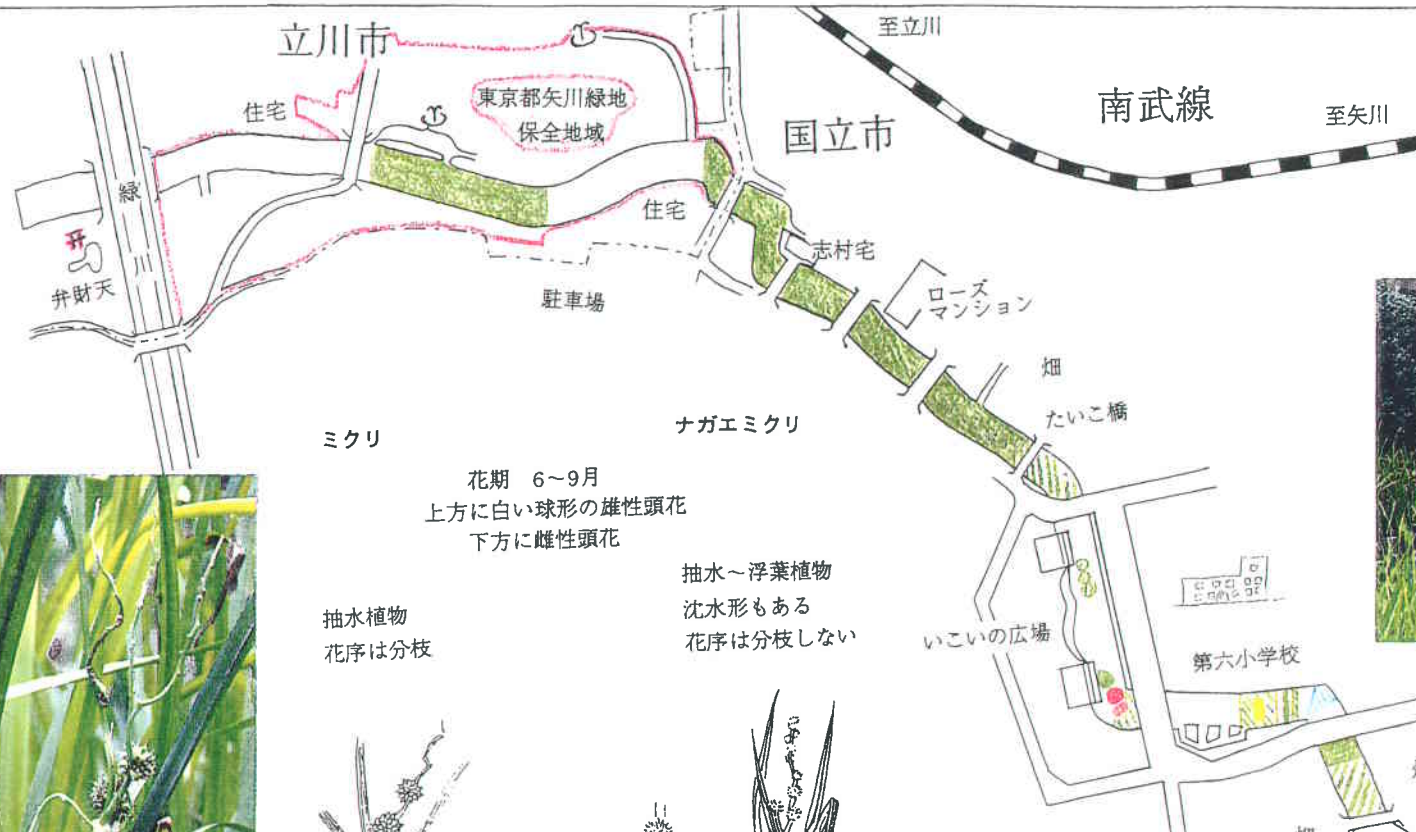 立川市
至立川
南武線
至矢川
住宅
東京都矢川緑地
保全地域
国立市
緑川
弁財天
住宅
志村宅
駐車場
ローズ
マンション
畑
たいこ橋
ミクリ
ナガエミクリ
花期 6~9月
上方に白い球形の雄性頭花
下方に雌性頭花
抽水植物
花序は分枝
抽水~浮葉植物
沈水形もある
花序は分枝しない
いこいの広場
第六小学校